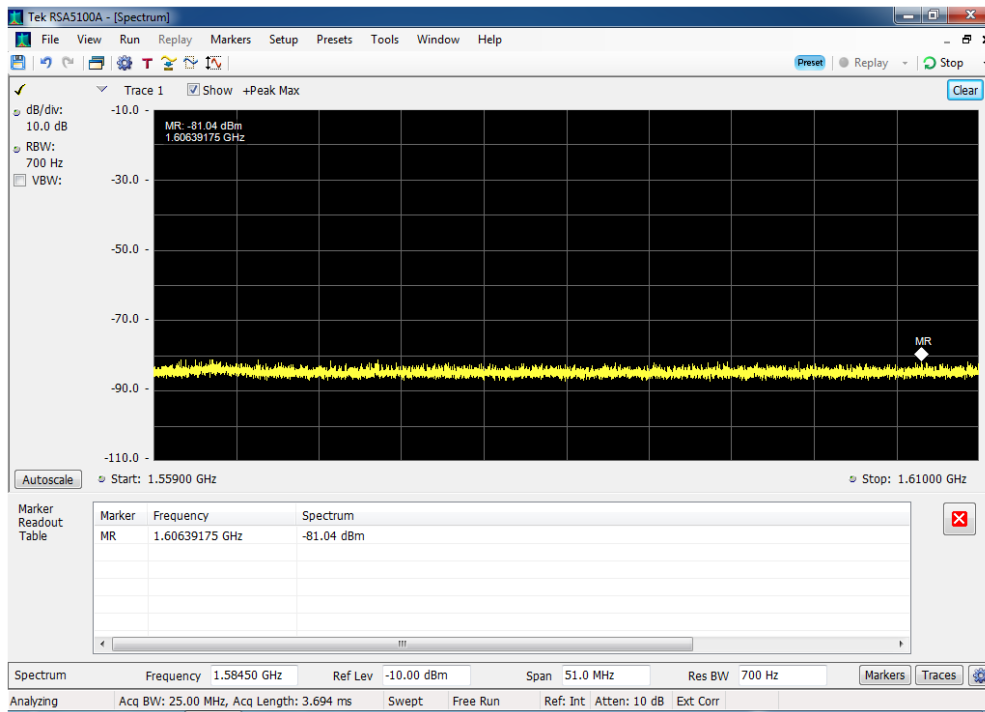 Tek RSA5100A - [Spectrum]
File View Run Replay Markers Setup Presets Tools Window Help
T Preset Replay Stop
Trace 1 Show +Peak Max Clear
dB/div:
10.0 dB
RBW:
700 Hz
VBW:
-10.0
-30.0
-50.0
-70.0
-90.0
-110.0
MR: -81.04 dBm
1.60639175 GHz
MR
Autoscale Start: 1.55900 GHz Stop: 1.61000 GHz
Marker
Readout
Table
Marker Frequency Spectrum
MR 1.60639175 GHz -81.04 dBm
Spectrum Frequency 1.58450 GHz Ref Lev -10.00 dBm Span 51.0 MHz Res BW 700 Hz Markers Traces
Analyzing Acq BW: 25.00 MHz, Acq Length: 3.694 ms Swept Free Run Ref: Int Atten: 10 dB Ext Corr